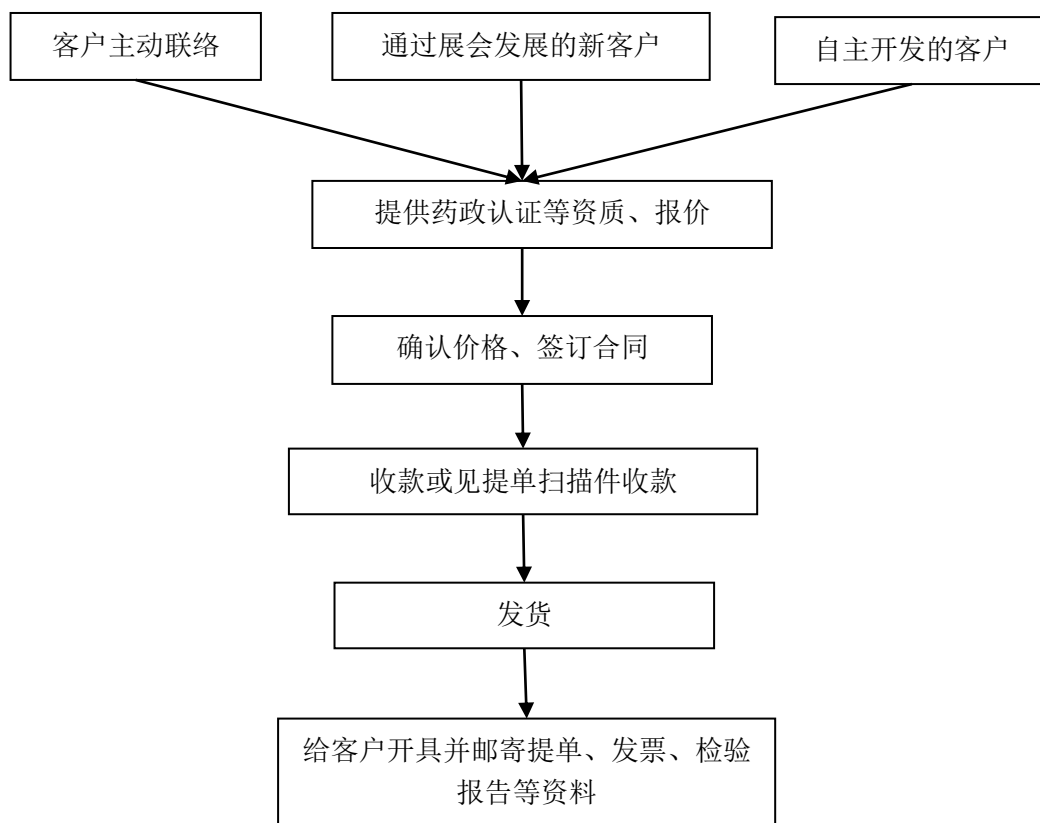 客户主动联络
通过展会发展的新客户
自主开发的客户
提供药政认证等资质、报价
确认价格、签订合同
收款或见提单扫描件收款
发货
给客户开具并邮寄提单、发票、检验
报告等资料